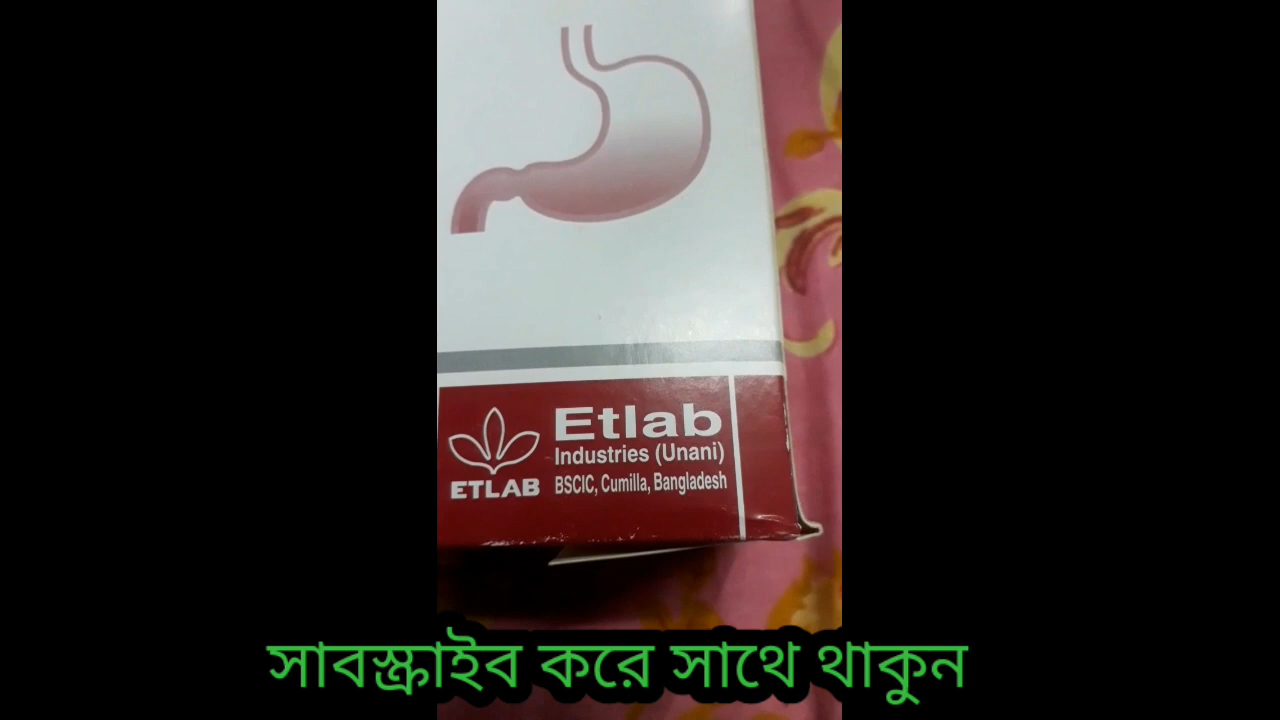 Etlab
Industries (Unani)
ETLAB
BSCIC, Cumilla, Bangladesh
সাবস্ক্রাইব করে সাথে থাকুন